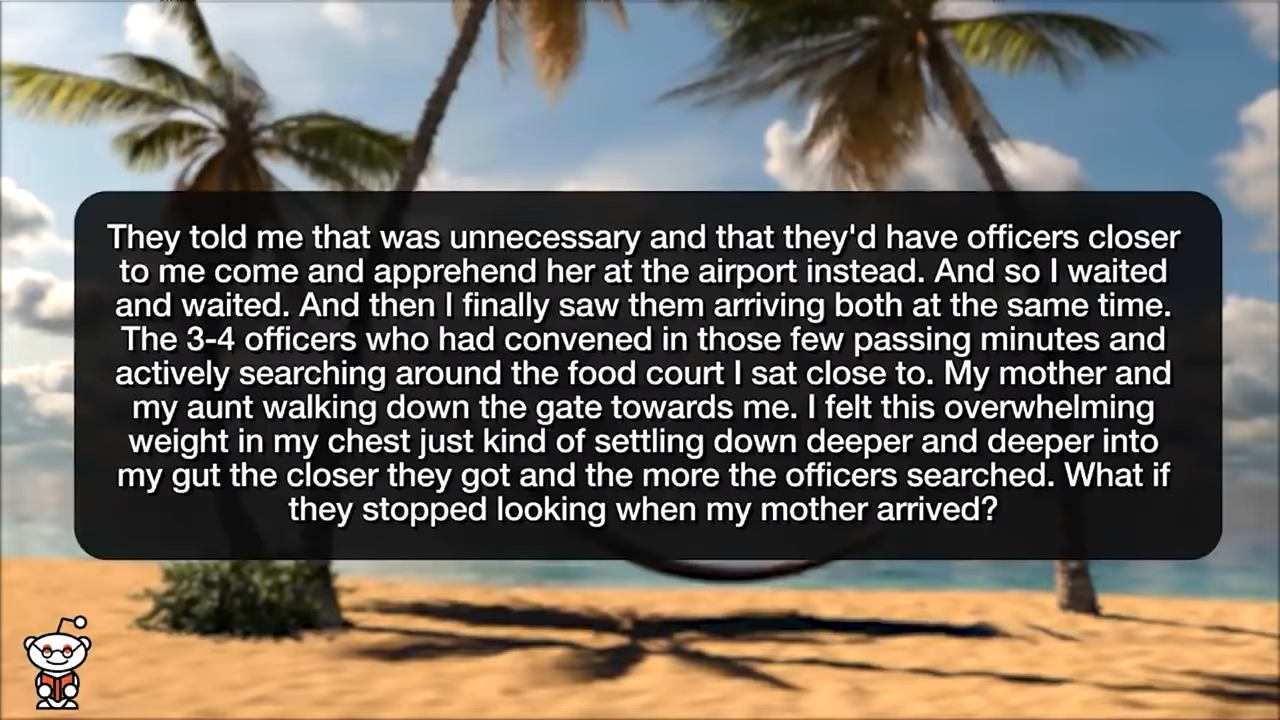 They told me that was unnecessary and that they'd have officers closer
to me come and apprehend her at the airport instead. And so I waited
and waited. And then I finally saw them arriving both at the same time.
The 3-4 officers who had convened in those few passing minutes and
actively searching around the food court I sat close to. My mother and
my aunt walking down the gate towards me. I felt this overwhelming
weight in my chest just kind of settling down deeper and deeper into
my gut the closer they got and the more the officers searched. What if
they stopped looking when my mother arrived?